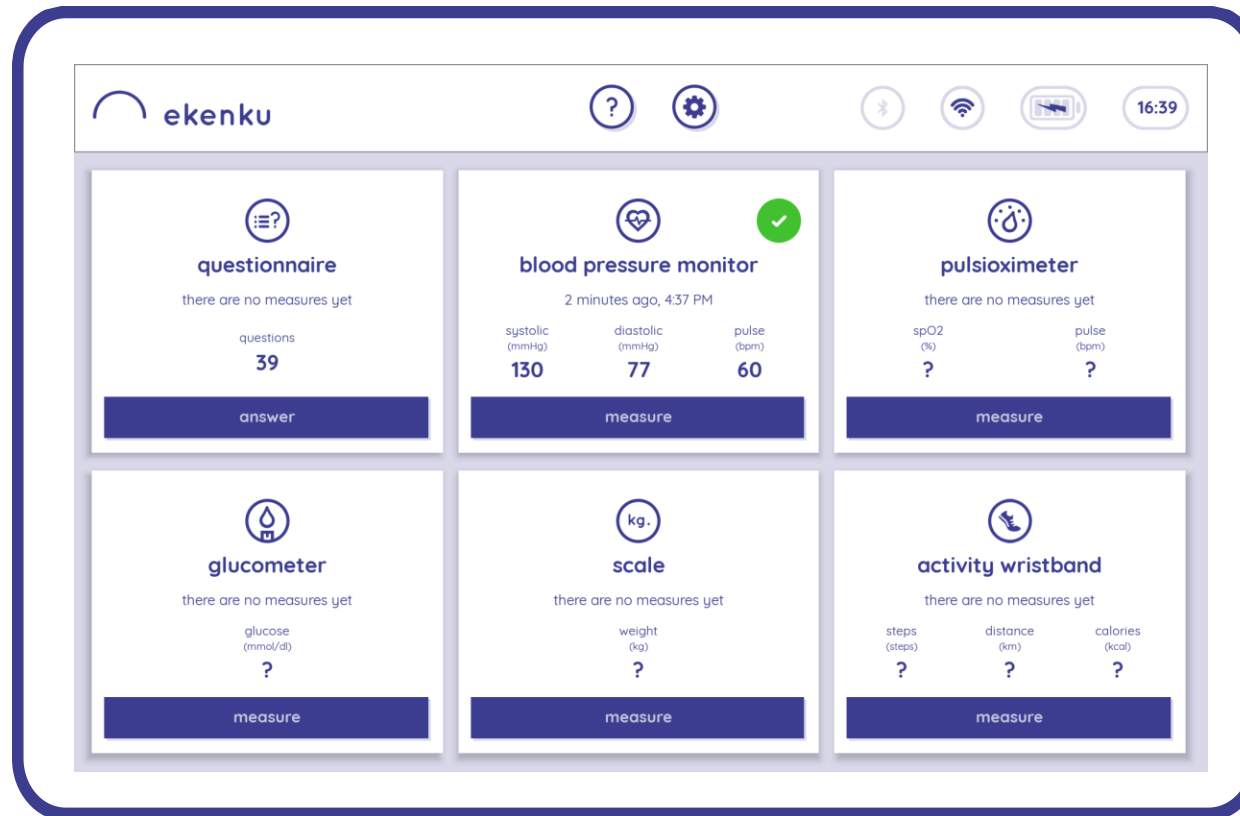 ekenku
?
16:39
?
questionnaire
there are no measures yet
questions
39
answer
blood pressure monitor
2 minutes ago, 4:37 PM
systolic diastolic pulse
(mmHg) (mmHg) (bpm)
130 77 60
measure
pulsioximeter
there are no measures yet
spO2 pulse
(%) (bpm)
? ?
measure
glucometer
there are no measures yet
glucose
(mmol/dl)
?
measure
kg.
scale
there are no measures yet
weight
(kg)
?
measure
activity wristband
there are no measures yet
steps distance calories
(steps) (km) (kcal)
? ? ?
measure